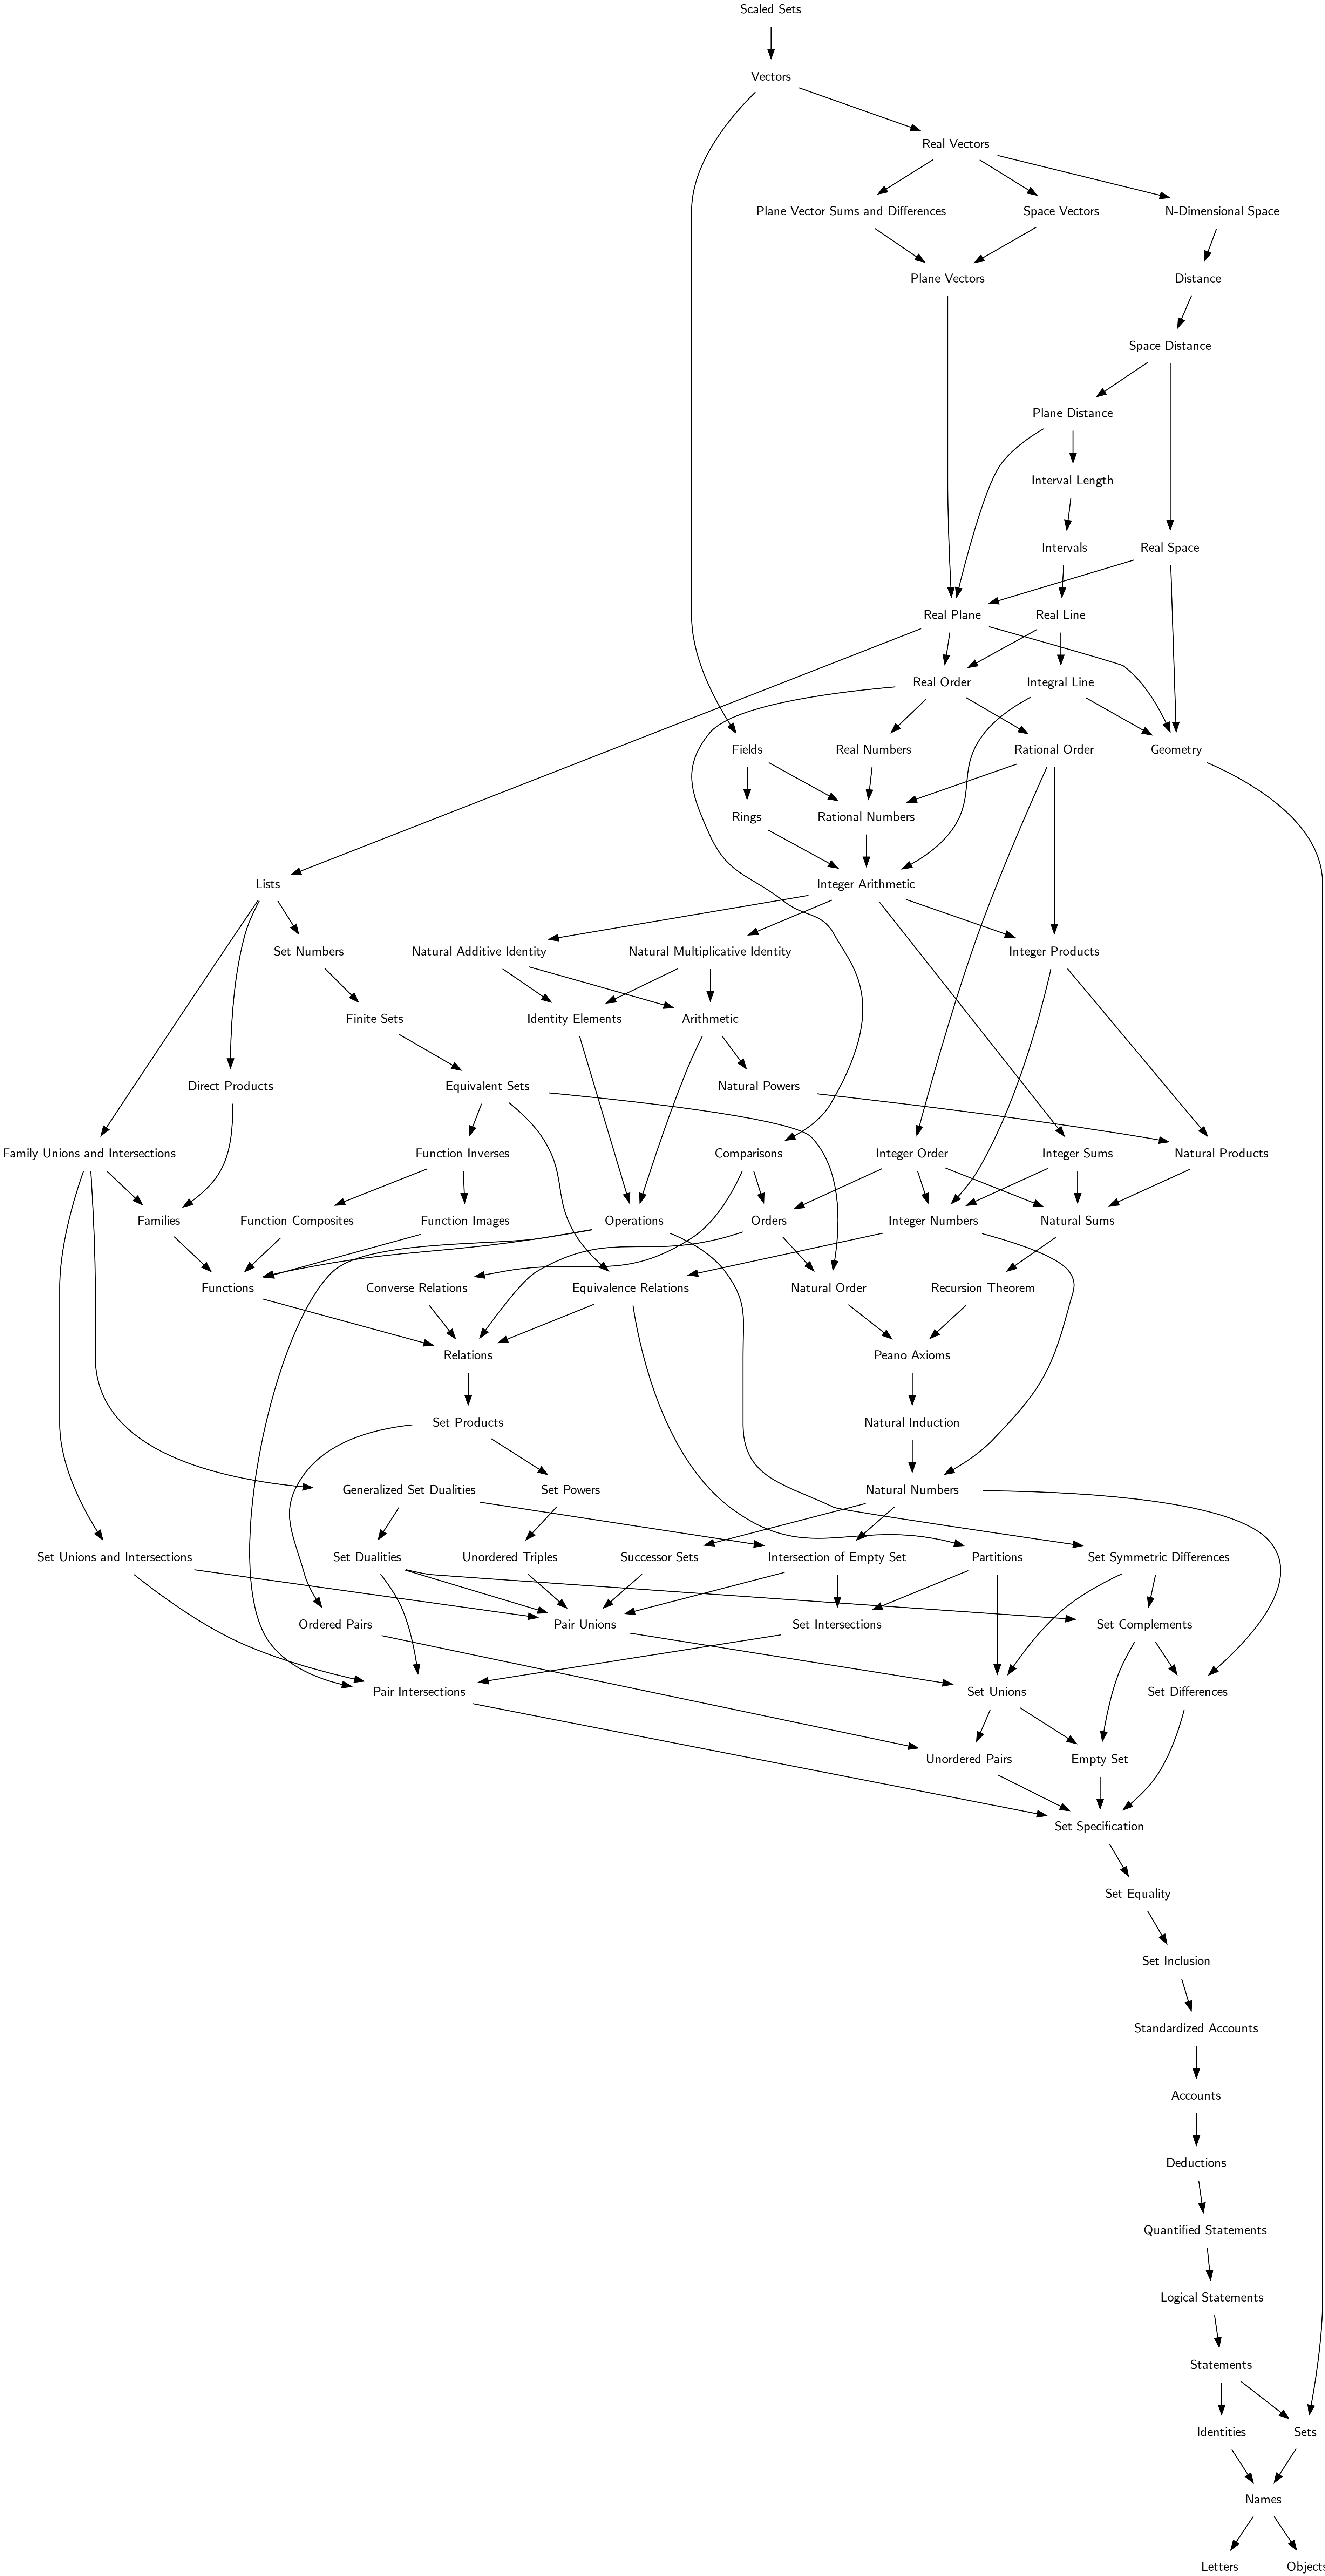 Scaled Sets
Vectors
Real Vectors
Plane Vector Sums and Differences
Space Vectors
N-Dimensional Space
Plane Vectors
Distance
Space Distance
Plane Distance
Interval Length
Intervals
Real Space
Real Plane
Real Line
Real Order
Integral Line
Fields
Real Numbers
Rational Order
Geometry
Rings
Rational Numbers
Lists
Integer Arithmetic
Set Numbers
Natural Additive Identity
Natural Multiplicative Identity
Integer Products
Finite Sets
Identity Elements
Arithmetic
Direct Products
Equivalent Sets
Natural Powers
Family Unions and Intersections
Function Inverses
Comparisons
Integer Order
Integer Sums
Natural Products
Families
Function Composites
Function Images
Operations
Orders
Integer Numbers
Natural Sums
Functions
Converse Relations
Equivalence Relations
Natural Order
Recursion Theorem
Relations
Peano Axioms
Set Products
Natural Induction
Generalized Set Dualities
Set Powers
Natural Numbers
Set Unions and Intersections
Set Dualities
Unordered Triples
Successor Sets
Intersection of Empty Set
Partitions
Set Symmetric Differences
Ordered Pairs
Pair Unions
Set Intersections
Set Complements
Pair Intersections
Set Unions
Set Differences
Unordered Pairs
Empty Set
Set Specification
Set Equality
Set Inclusion
Standardized Accounts
Accounts
Deductions
Quantified Statements
Logical Statements
Statements
Identities
Sets
Names
Letters
Objects